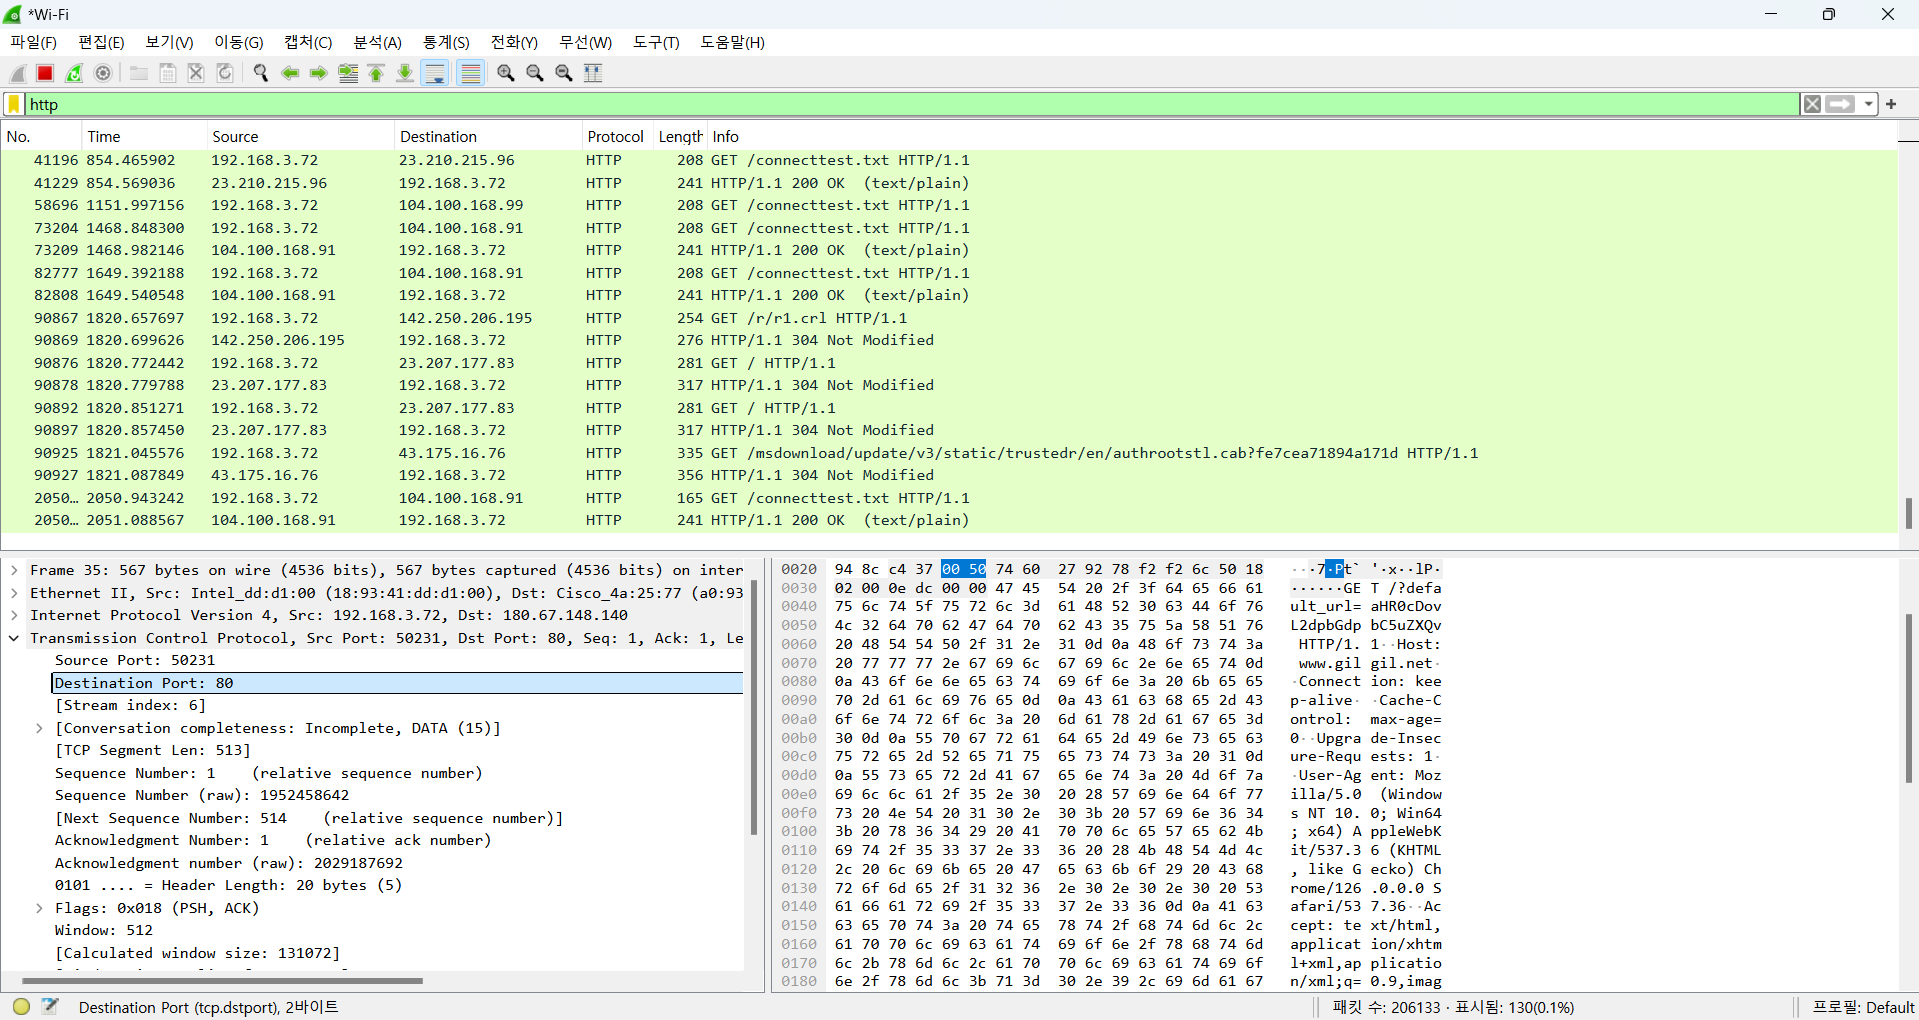 *Wi-Fi
파일(F) 편집(E) 보기(V) 이동(G) 캡처(C) 분석(A) 통계(S) 전화(Y) 무선(W) 도구(T) 도움말(H)
http
No. Time Source Destination Protocol Length Info
41196 854.465902 192.168.3.72 23.210.215.96 HTTP 208 GET /connecttest.txt HTTP/1.1
41229 854.569036 23.210.215.96 192.168.3.72 HTTP 241 HTTP/1.1 200 OK (text/plain)
58696 1151.997156 192.168.3.72 104.100.168.99 HTTP 208 GET /connecttest.txt HTTP/1.1
73204 1468.848300 192.168.3.72 104.100.168.91 HTTP 208 GET /connecttest.txt HTTP/1.1
73209 1468.982146 104.100.168.91 192.168.3.72 HTTP 241 HTTP/1.1 200 OK (text/plain)
82777 1649.392188 192.168.3.72 104.100.168.91 HTTP 208 GET /connecttest.txt HTTP/1.1
82808 1649.540548 104.100.168.91 192.168.3.72 HTTP 241 HTTP/1.1 200 OK (text/plain)
90867 1820.657697 192.168.3.72 142.250.206.195 HTTP 254 GET /r/r1.crl HTTP/1.1
90869 1820.699626 142.250.206.195 192.168.3.72 HTTP 276 HTTP/1.1 304 Not Modified
90876 1820.772442 192.168.3.72 23.207.177.83 HTTP 281 GET / HTTP/1.1
90878 1820.779788 23.207.177.83 192.168.3.72 HTTP 317 HTTP/1.1 304 Not Modified
90892 1820.851271 192.168.3.72 23.207.177.83 HTTP 281 GET / HTTP/1.1
90897 1820.857450 23.207.177.83 192.168.3.72 HTTP 317 HTTP/1.1 304 Not Modified
90925 1821.045576 192.168.3.72 43.175.16.76 HTTP 335 GET /msdownload/update/v3/static/trustedr/en/authrootstl.cab?fe7cea71894a171d HTTP/1.1
90927 1821.087849 43.175.16.76 192.168.3.72 HTTP 356 HTTP/1.1 304 Not Modified
2050… 2050.943242 192.168.3.72 104.100.168.91 HTTP 165 GET /connecttest.txt HTTP/1.1
2050… 2051.088567 104.100.168.91 192.168.3.72 HTTP 241 HTTP/1.1 200 OK (text/plain)
Frame 35: 567 bytes on wire (4536 bits), 567 bytes captured (4536 bits) on inter
Ethernet II, Src: Intel_dd:d1:00 (18:93:41:dd:d1:00), Dst: Cisco_4a:25:77 (a0:93
Internet Protocol Version 4, Src: 192.168.3.72, Dst: 180.67.148.140
Transmission Control Protocol, Src Port: 50231, Dst Port: 80, Seq: 1, Ack: 1, Le
Source Port: 50231
Destination Port: 80
[Stream index: 6]
[Conversation completeness: Incomplete, DATA (15)]
[TCP Segment Len: 513]
Sequence Number: 1 (relative sequence number)
Sequence Number (raw): 1952458642
[Next Sequence Number: 514 (relative sequence number)]
Acknowledgment Number: 1 (relative ack number)
Acknowledgment number (raw): 2029187692
0101 .... = Header Length: 20 bytes (5)
Flags: 0x018 (PSH, ACK)
Window: 512
[Calculated window size: 131072]
0020 94 8c c4 37 00 50 74 60 27 92 78 f2 f2 6c 50 18 ···7·Pt` '·x··lP·
0030 02 00 0e dc 00 00 47 45 54 20 2f 3f 64 65 66 61 ······GE T /?defa
0040 75 6c 74 5f 75 72 6c 3d 61 48 52 30 63 44 6f 76 ult_url= aHR0cDov
0050 4c 32 64 70 62 47 64 70 62 43 35 75 5a 58 51 76 L2dpbGdp bC5uZXQv
0060 20 48 54 54 50 2f 31 2e 31 0d 0a 48 6f 73 74 3a HTTP/1. 1··Host:
0070 20 77 77 77 2e 67 69 6c 67 69 6c 2e 6e 65 74 0d www.gil gil.net·
0080 0a 43 6f 6e 6e 65 63 74 69 6f 6e 3a 20 6b 65 65 ·Connect ion: kee
0090 70 2d 61 6c 69 76 65 0d 0a 43 61 63 68 65 2d 43 p-alive· ·Cache-C
00a0 6f 6e 74 72 6f 6c 3a 20 6d 61 78 2d 61 67 65 3d ontrol: max-age=
00b0 30 0d 0a 55 70 67 72 61 64 65 2d 49 6e 73 65 63 0··Upgra de-Insec
00c0 75 72 65 2d 52 65 71 75 65 73 74 73 3a 20 31 0d ure-Requ ests: 1·
00d0 0a 55 73 65 72 2d 41 67 65 6e 74 3a 20 4d 6f 7a ·User-Ag ent: Moz
00e0 69 6c 6c 61 2f 35 2e 30 20 28 57 69 6e 64 6f 77 illa/5.0 (Window
00f0 73 20 4e 54 20 31 30 2e 30 3b 20 57 69 6e 36 34 s NT 10. 0; Win64
0100 3b 20 78 36 34 29 20 41 70 70 6c 65 57 65 62 4b ; x64) A ppleWebK
0110 69 74 2f 35 33 37 2e 33 36 20 28 4b 48 54 4d 4c it/537.3 6 (KHTML
0120 2c 20 6c 69 6b 65 20 47 65 63 6b 6f 29 20 43 68 , like G ecko) Ch
0130 72 6f 6d 65 2f 31 32 36 2e 30 2e 30 2e 30 20 53 rome/126 .0.0.0 S
0140 61 66 61 72 69 2f 35 33 37 2e 33 36 0d 0a 41 63 afari/53 7.36··Ac
0150 63 65 70 74 3a 20 74 65 78 74 2f 68 74 6d 6c 2c cept: te xt/html,
0160 61 70 70 6c 69 63 61 74 69 6f 6e 2f 78 68 74 6d applicat ion/xhtm
0170 6c 2b 78 6d 6c 2c 61 70 70 6c 69 63 61 74 69 6f l+xml,ap plicatio
0180 6e 2f 78 6d 6c 3b 71 3d 30 2e 39 2c 69 6d 61 67 n/xml;q= 0.9,imag
Destination Port (tcp.dstport), 2바이트 패킷 수: 206133 · 표시됨: 130(0.1%) 프로필: Default